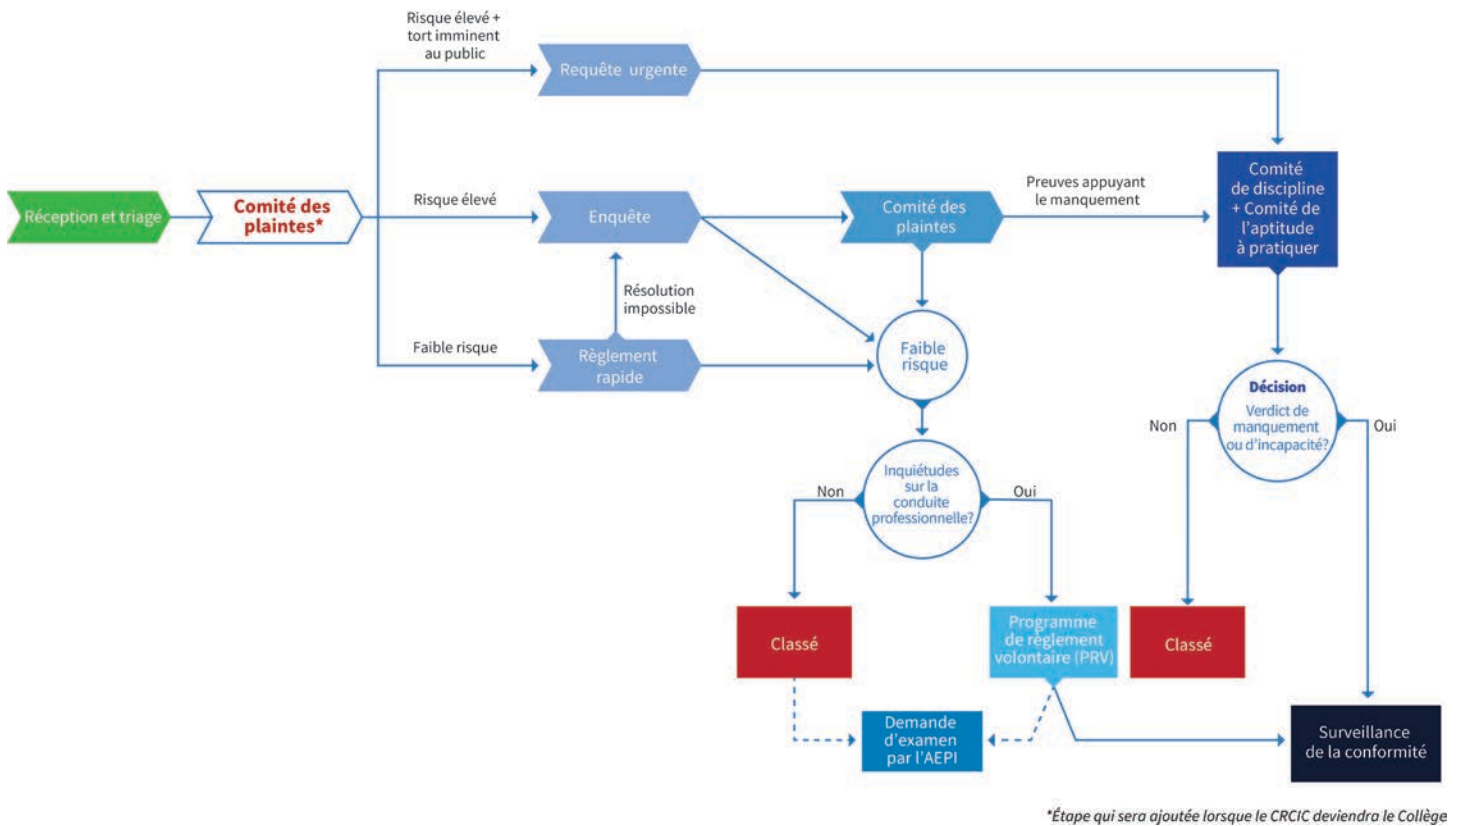 Risque élevé +
tort imminent
au public
Requête urgente
Réception et triage
Comité des
plaintes*
Risque élevé
Enquête
Comité des
plaintes
Preuves appuyant
le manquement
Comité
de discipline
+ Comité de
l'aptitude
à pratiquer
Résolution
impossible
Faible risque
Règlement
rapide
Faible
risque
Décision
Verdict de
manquement
ou d'incapacité?
Non
Oui
Inquiétudes
sur la
conduite
professionnelle?
Non
Oui
Classé
Programme
de règlement
volontaire (PRV)
Classé
Demande
d'examen
par l'AEPI
Surveillance
de la conformité
*Étape qui sera ajoutée lorsque le CRCIC deviendra le Collège